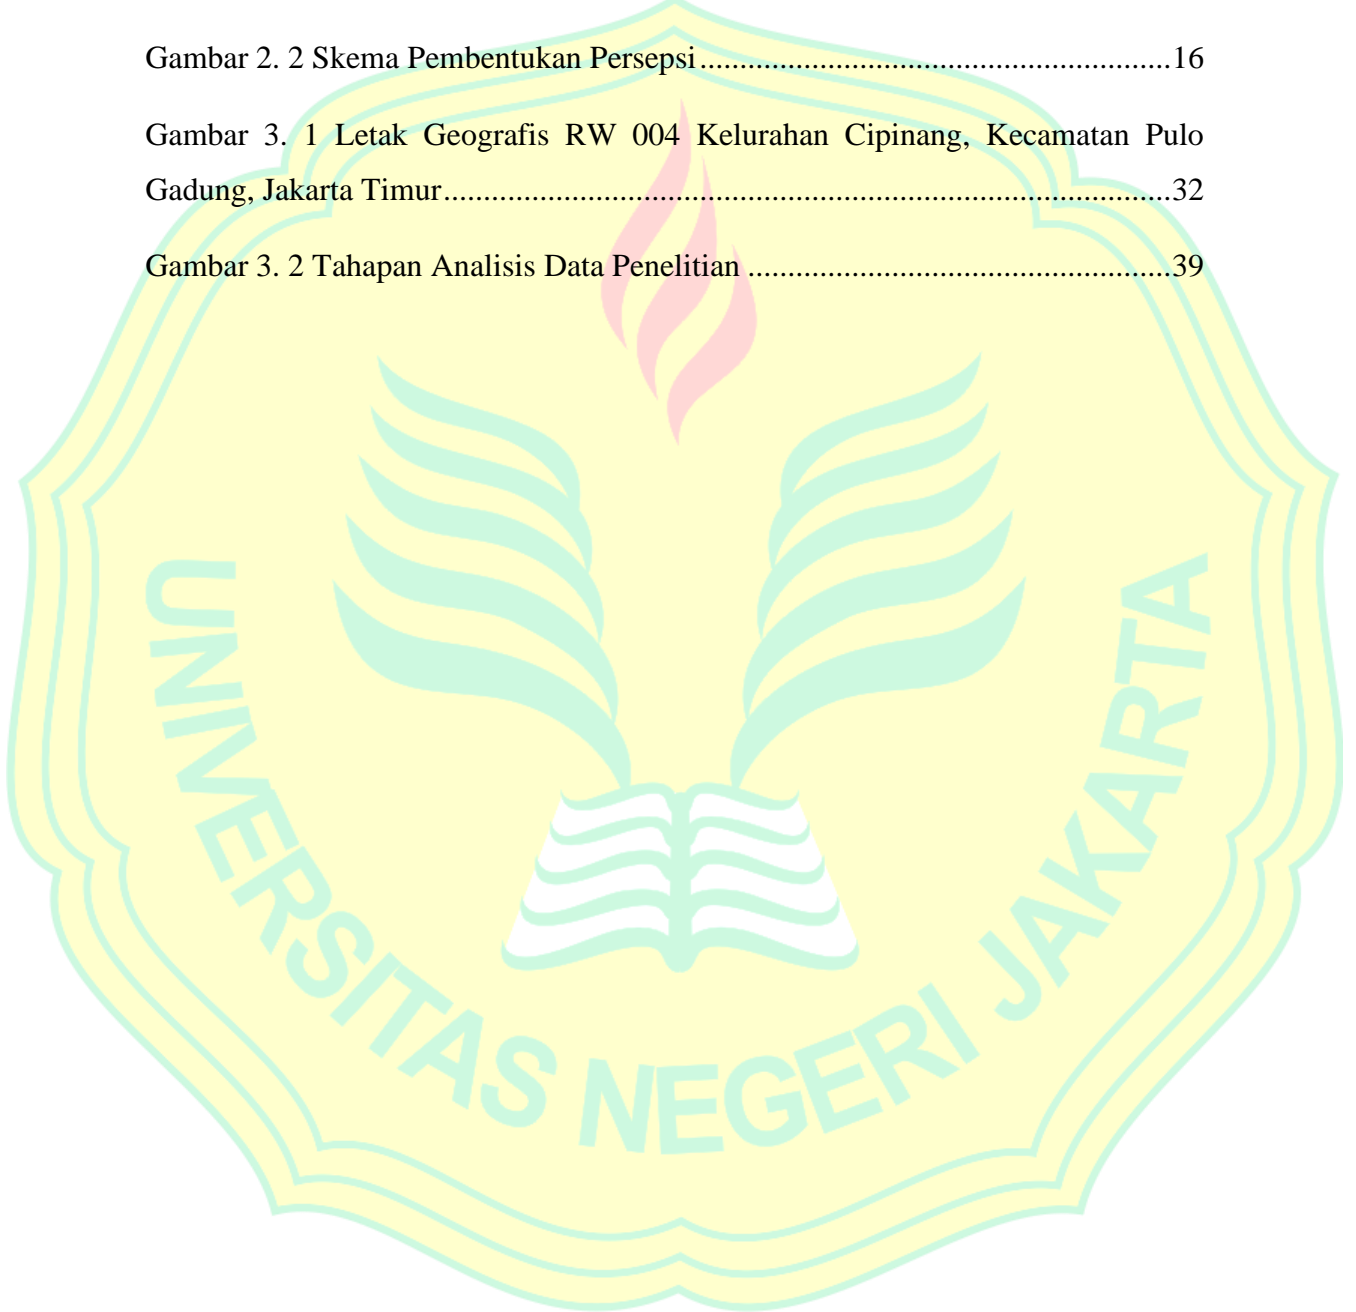 Gambar 2. 2 Skema Pembentukan Persepsi...........................................................16
Gambar 3. 1 Letak Geografis RW 004 Kelurahan Cipinang, Kecamatan Pulo
Gadung, Jakarta Timur...........................................................................................32
Gambar 3. 2 Tahapan Analisis Data Penelitian .....................................................39
UNIVERSITAS NEGERI JAKARTA